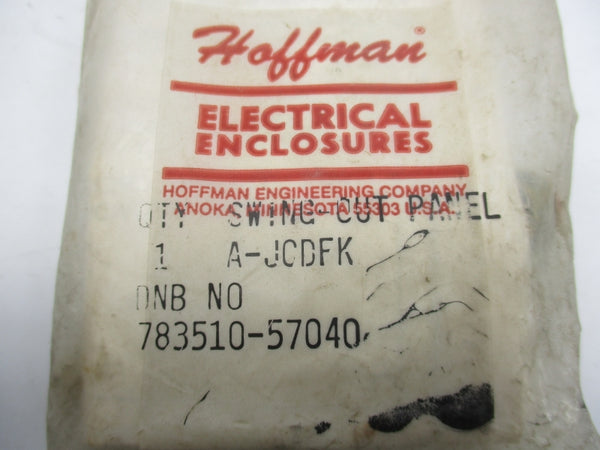 Hoffman
ELECTRICAL
ENCLOSURES
HOFFMAN ENGINEERING COMPANY
ANOKA, MINNESOTA 55303 U.S.A.
QTY SWING-OUT PANEL
1 A-JCDFK
DNB NO
783510-57040